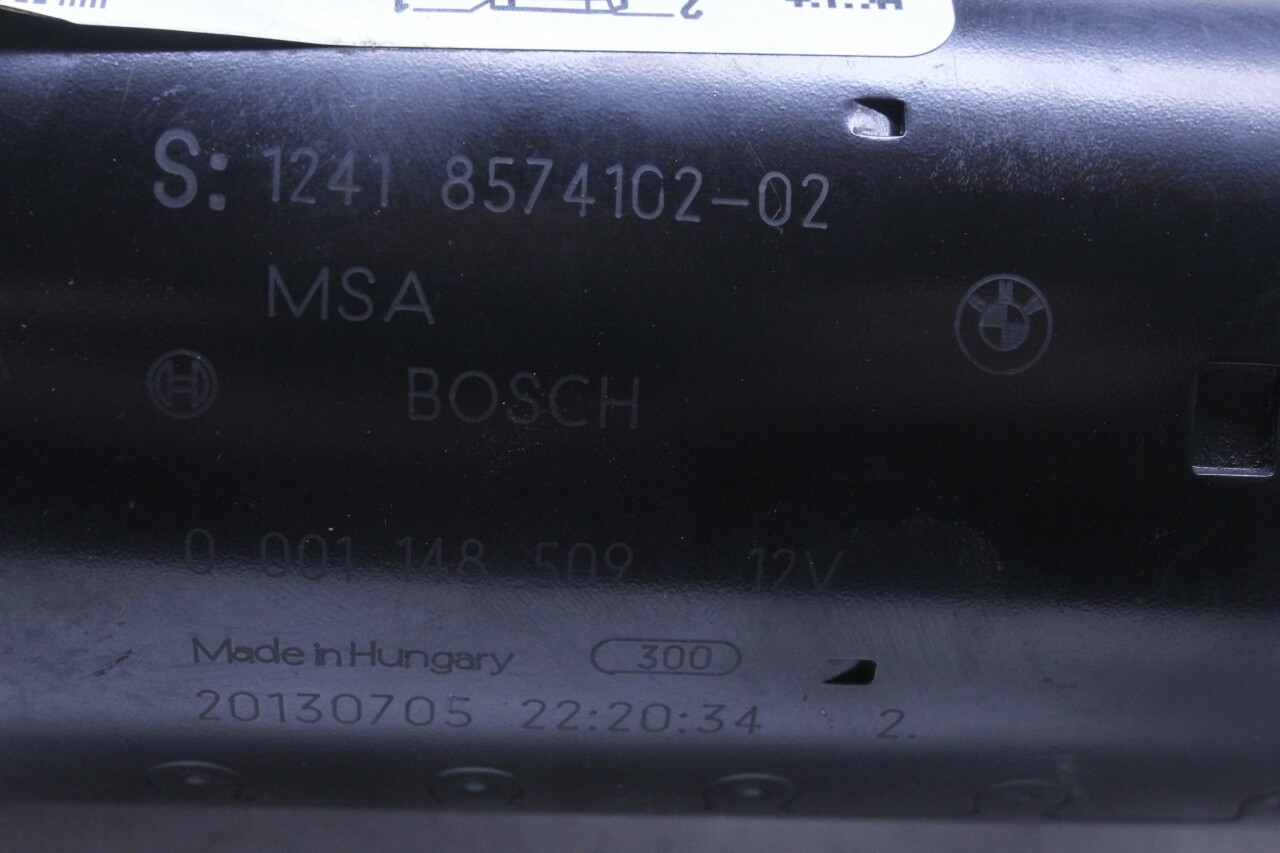 S: 1241 8574102-02
MSA
BMW
H BOSCH
0 001 148 509 12V
Made in Hungary 300
20130705 22:20:34 2.